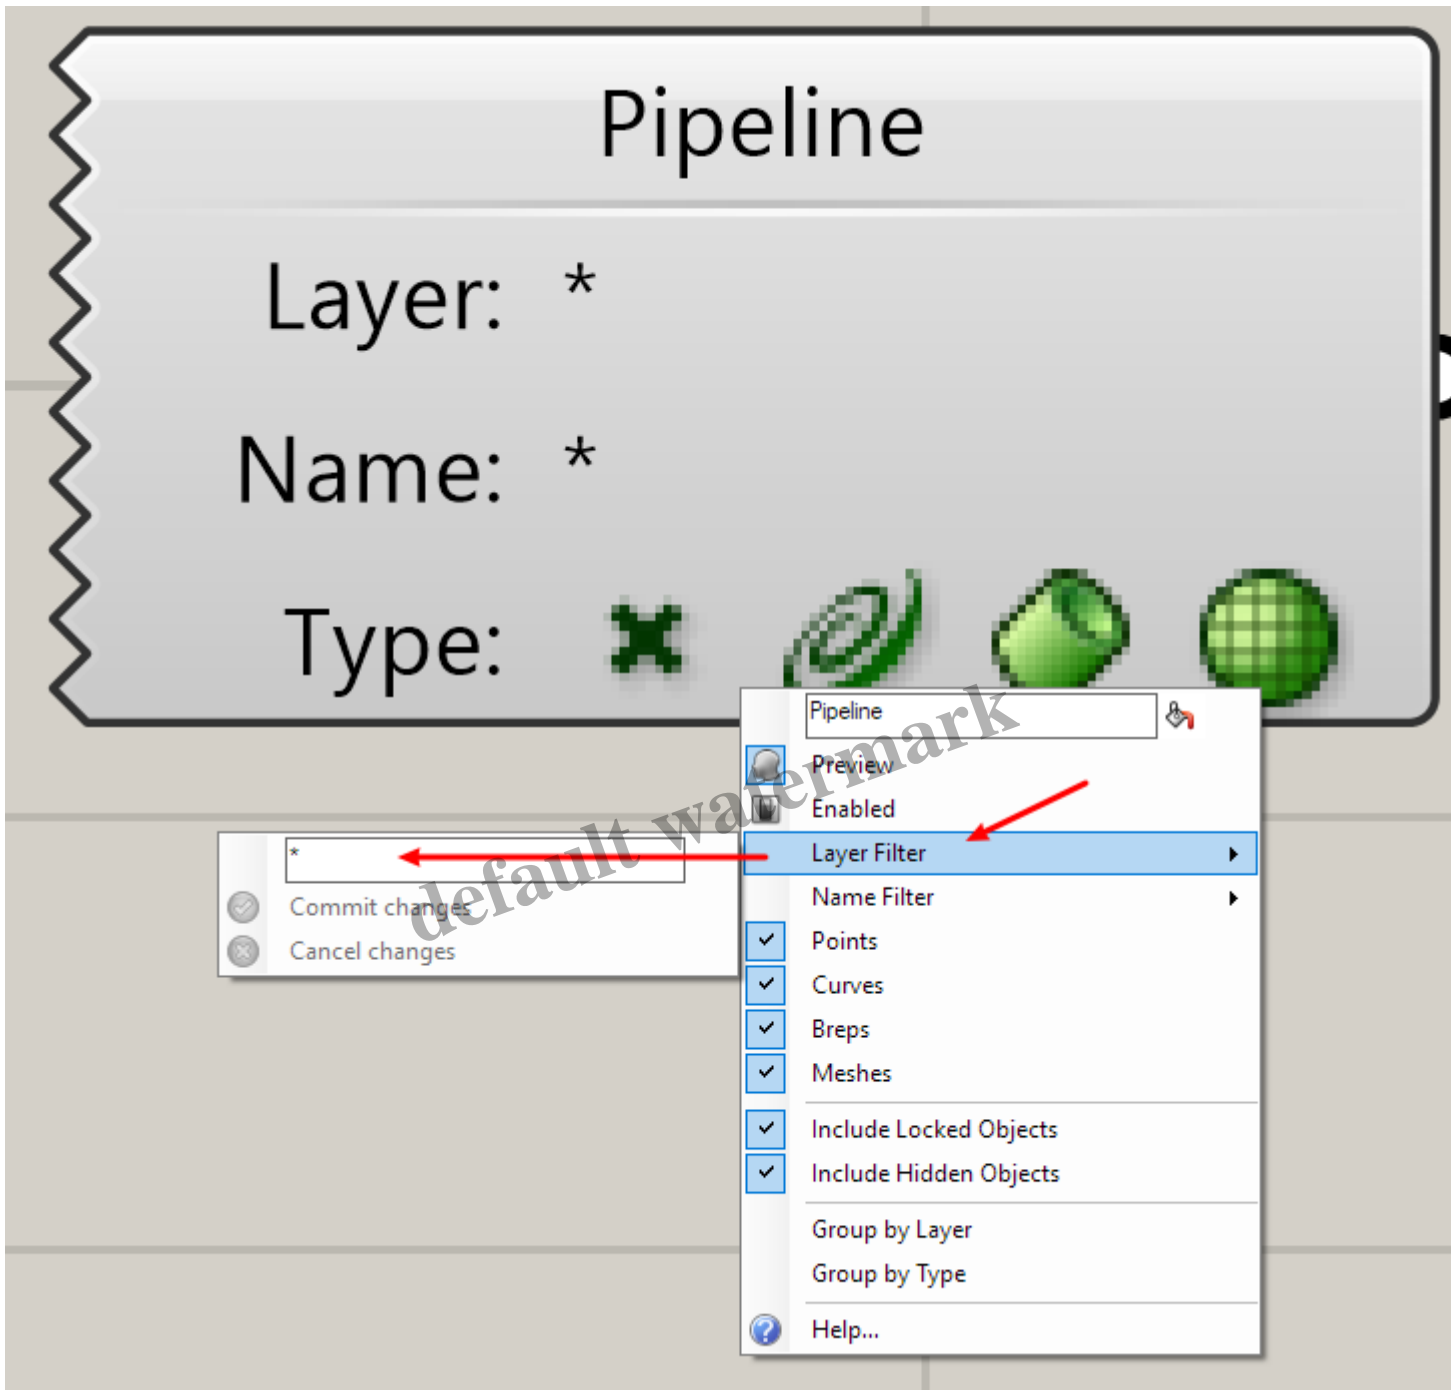 Pipeline
Layer: *
Name: *
Type:
Pipeline
Preview
Enabled
Layer Filter
Name Filter
Points
Curves
Breps
Meshes
Include Locked Objects
Include Hidden Objects
Group by Layer
Group by Type
Help...
*
Commit changes
Cancel changes
default watermark